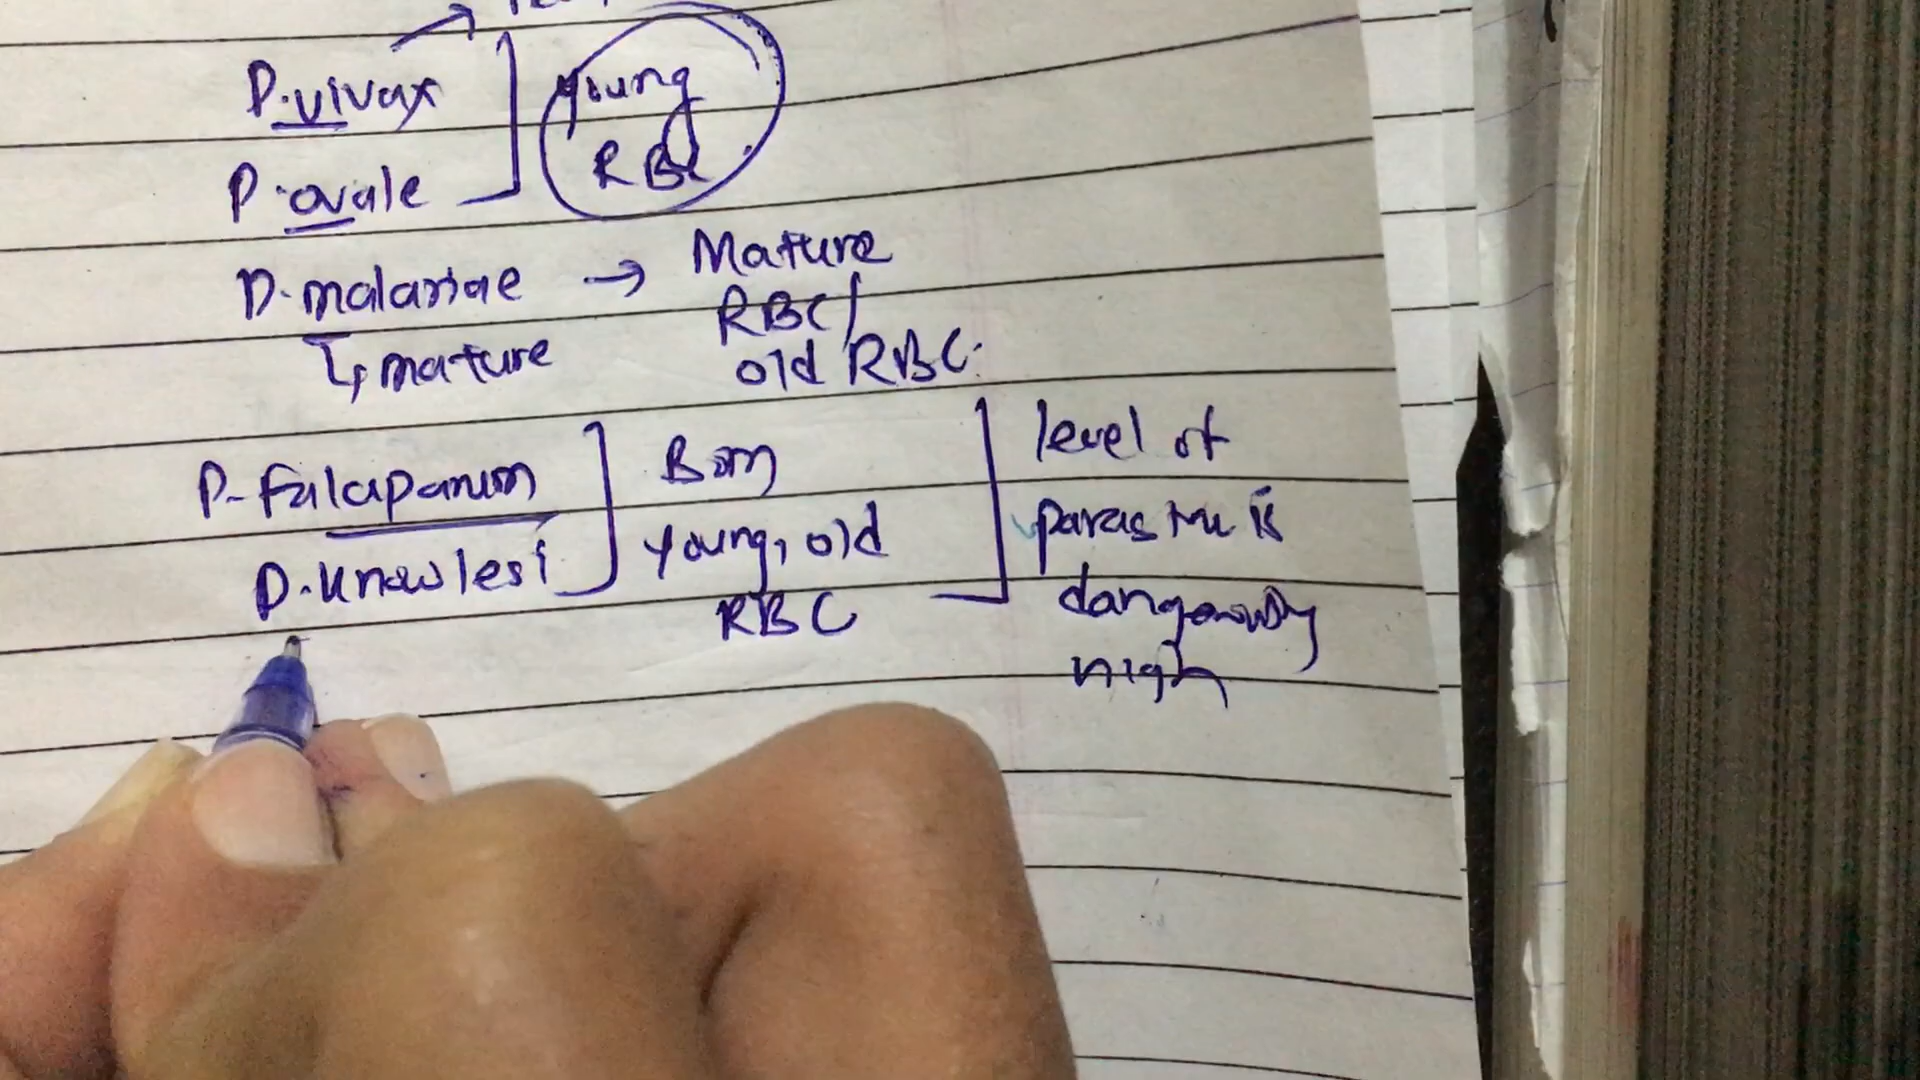 P.vivax
P.ovale
young
RBC
P.malariae → Mature
RBC/
↳ mature
old RBC.
P-falciparum
P.knowlesi
Both
young, old
RBC
level of
parasite is
dangerously
high